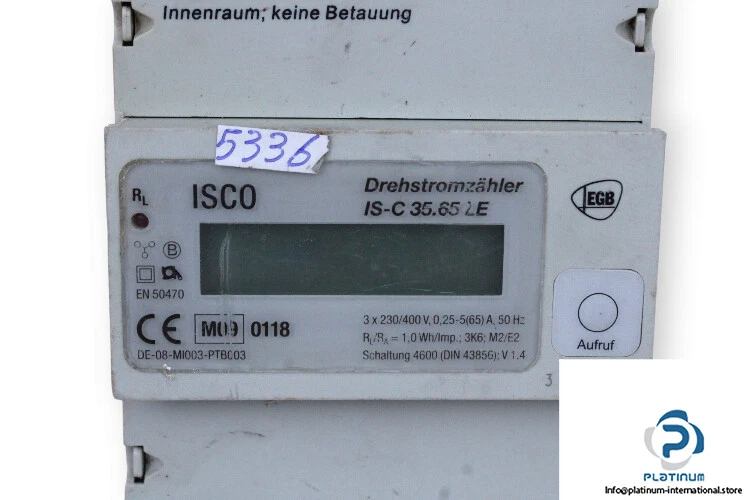 Innenraum; keine Betauung
5336
RL
ISCO
Drehstromzähler
IS-C 35.65 LE
EGB
B
EN 50470
CE M09 0118
DE-08-MI003-PTB003
3 x 230/400 V, 0,25-5(65) A, 50 Hz
RL/RA = 1,0 Wh/Imp.; 3K6; M2/E2
Schaltung 4600 (DIN 43856); V 1.4
Aufruf
3
PLATINUM
Info@platinum-international.store